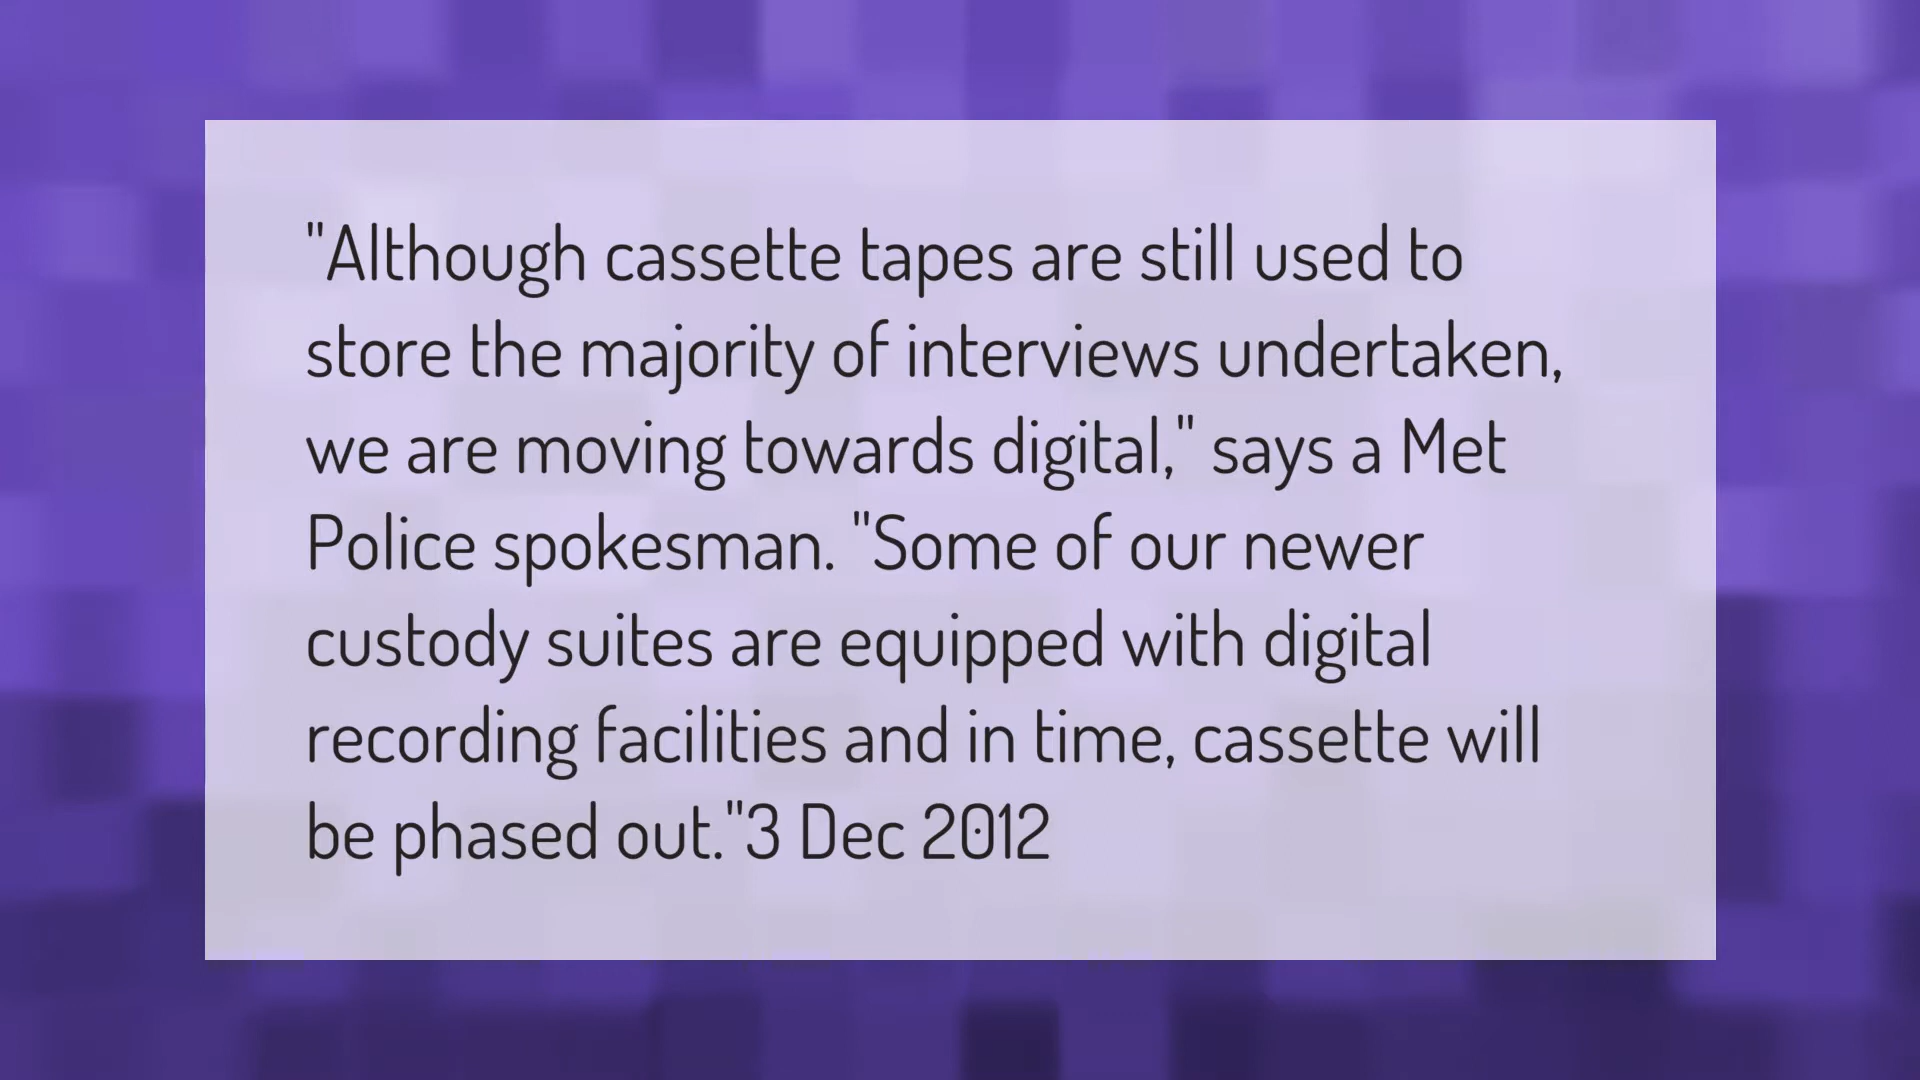 "Although cassette tapes are still used to
store the majority of interviews undertaken,
we are moving towards digital," says a Met
Police spokesman. "Some of our newer
custody suites are equipped with digital
recording facilities and in time, cassette will
be phased out."3 Dec 2012